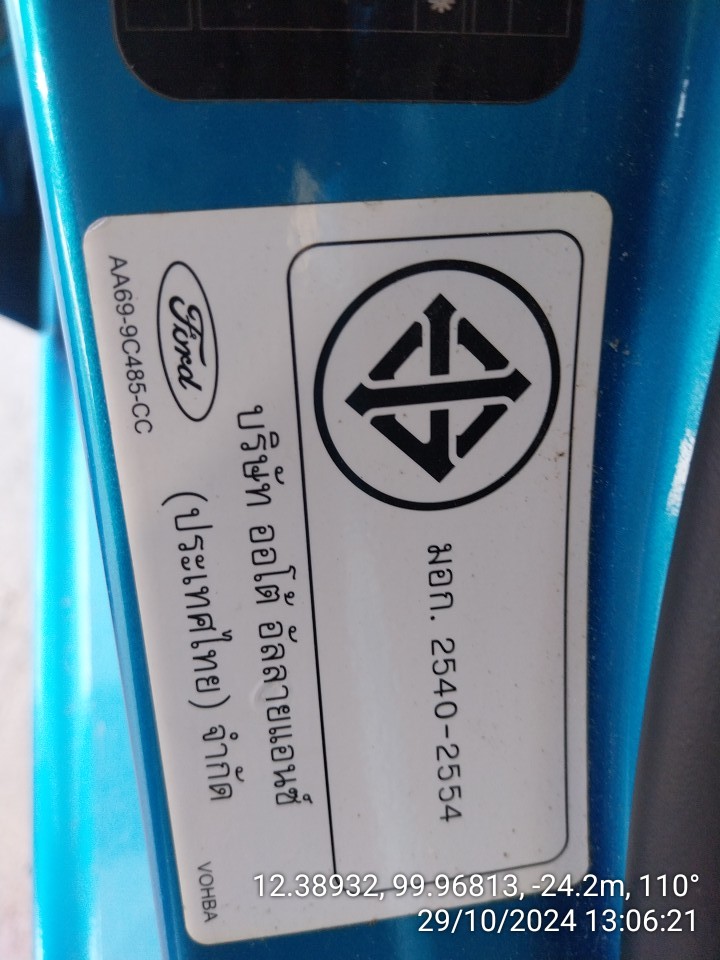 มอก. 2540-2554
บริษัท ออโต้ อัลลายแอนซ์
(ประเทศไทย) จำกัด
Ford
AA69-9C485-CC
VOHBA
12.38932, 99.96813, -24.2m, 110°
29/10/2024 13:06:21